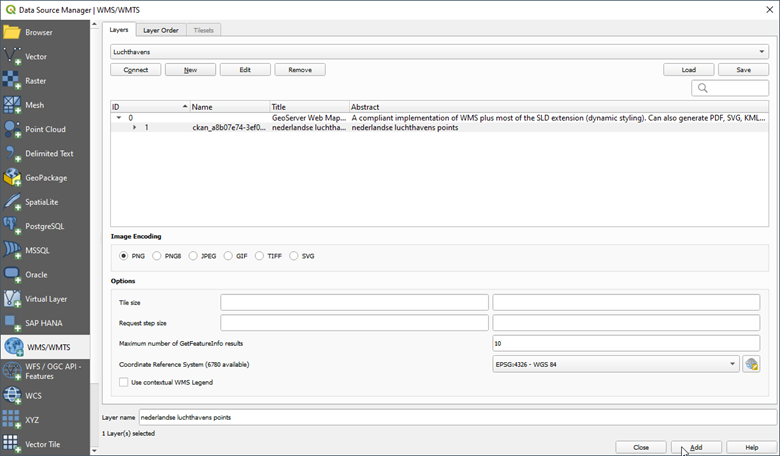 Data Source Manager | WMS/WMTS
Browser
Vector
Raster
Mesh
Point Cloud
Delimited Text
GeoPackage
SpatiaLite
PostgreSQL
MSSQL
Oracle
Virtual Layer
SAP HANA
WMS/WMTS
WFS / OGC API -
Features
WCS
XYZ
Vector Tile
Layers Layer Order Tilesets
Luchthavens
Connect New Edit Remove Load Save
ID Name Title Abstract
0 GeoServer Web Map... A compliant implementation of WMS plus most of the SLD extension (dynamic styling). Can also generate PDF, SVG, KML...
1 ckan_a8b07e74-3ef0... nederlandse luchtha... nederlandse luchthavens points
Image Encoding
PNG PNG8 JPEG GIF TIFF SVG
Options
Tile size
Request step size
Maximum number of GetFeatureInfo results 10
Coordinate Reference System (6780 available) EPSG:4326 - WGS 84
Use contextual WMS Legend
Layer name nederlandse luchthavens points
1 Layer(s) selected
Close Add Help